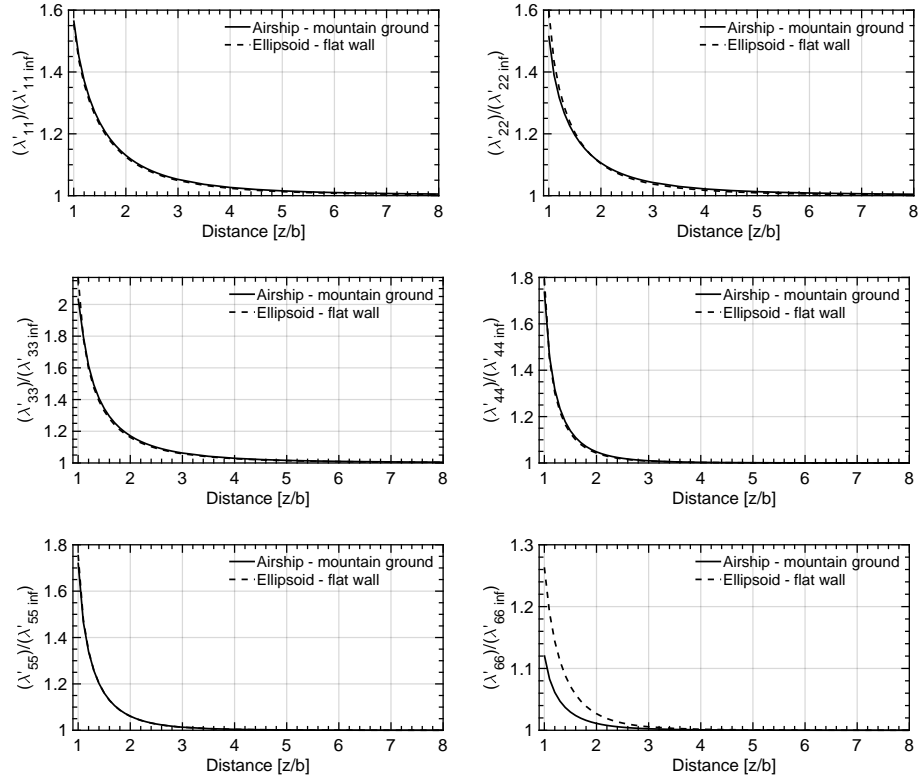 1.6
1.4
1.2
1
(λ'11)/(λ'11 inf)
Airship - mountain ground
Ellipsoid - flat wall
1 2 3 4 5 6 7 8
Distance [z/b]
1.6
1.4
1.2
1
(λ'22)/(λ'22 inf)
Airship - mountain ground
Ellipsoid - flat wall
1 2 3 4 5 6 7 8
Distance [z/b]
2
1.8
1.6
1.4
1.2
1
(λ'33)/(λ'33 inf)
Airship - mountain ground
Ellipsoid - flat wall
1 2 3 4 5 6 7 8
Distance [z/b]
1.8
1.6
1.4
1.2
1
(λ'44)/(λ'44 inf)
Airship - mountain ground
Ellipsoid - flat wall
1 2 3 4 5 6 7 8
Distance [z/b]
1.8
1.6
1.4
1.2
1
(λ'55)/(λ'55 inf)
Airship - mountain ground
Ellipsoid - flat wall
1 2 3 4 5 6 7 8
Distance [z/b]
1.3
1.2
1.1
1
(λ'66)/(λ'66 inf)
Airship - mountain ground
Ellipsoid - flat wall
1 2 3 4 5 6 7 8
Distance [z/b]